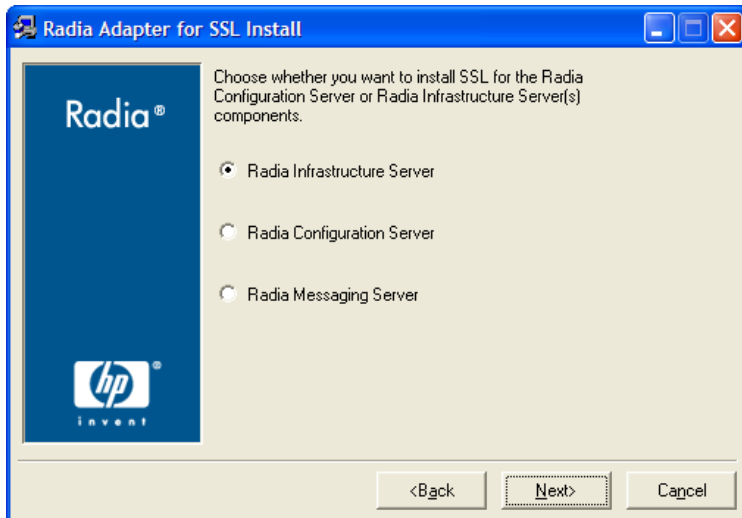 Radia Adapter for SSL Install
Radia®
Choose whether you want to install SSL for the Radia
Configuration Server or Radia Infrastructure Server(s)
components.
Radia Infrastructure Server
Radia Configuration Server
Radia Messaging Server
hp®
invent
<Back
Next>
Cancel